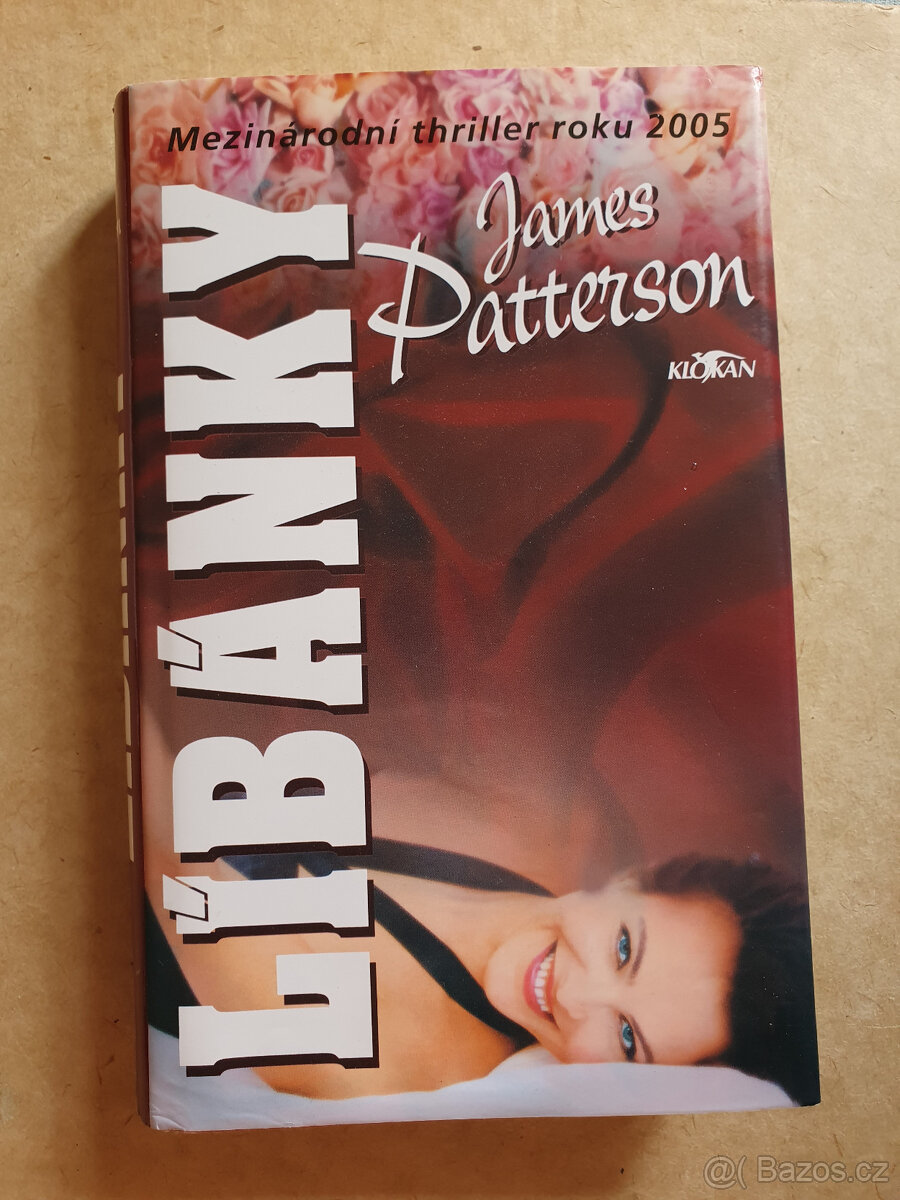 Mezinárodní thriller roku 2005
James
Patterson
KLOKAN
LÍBÁNKY
@( Bazos.cz